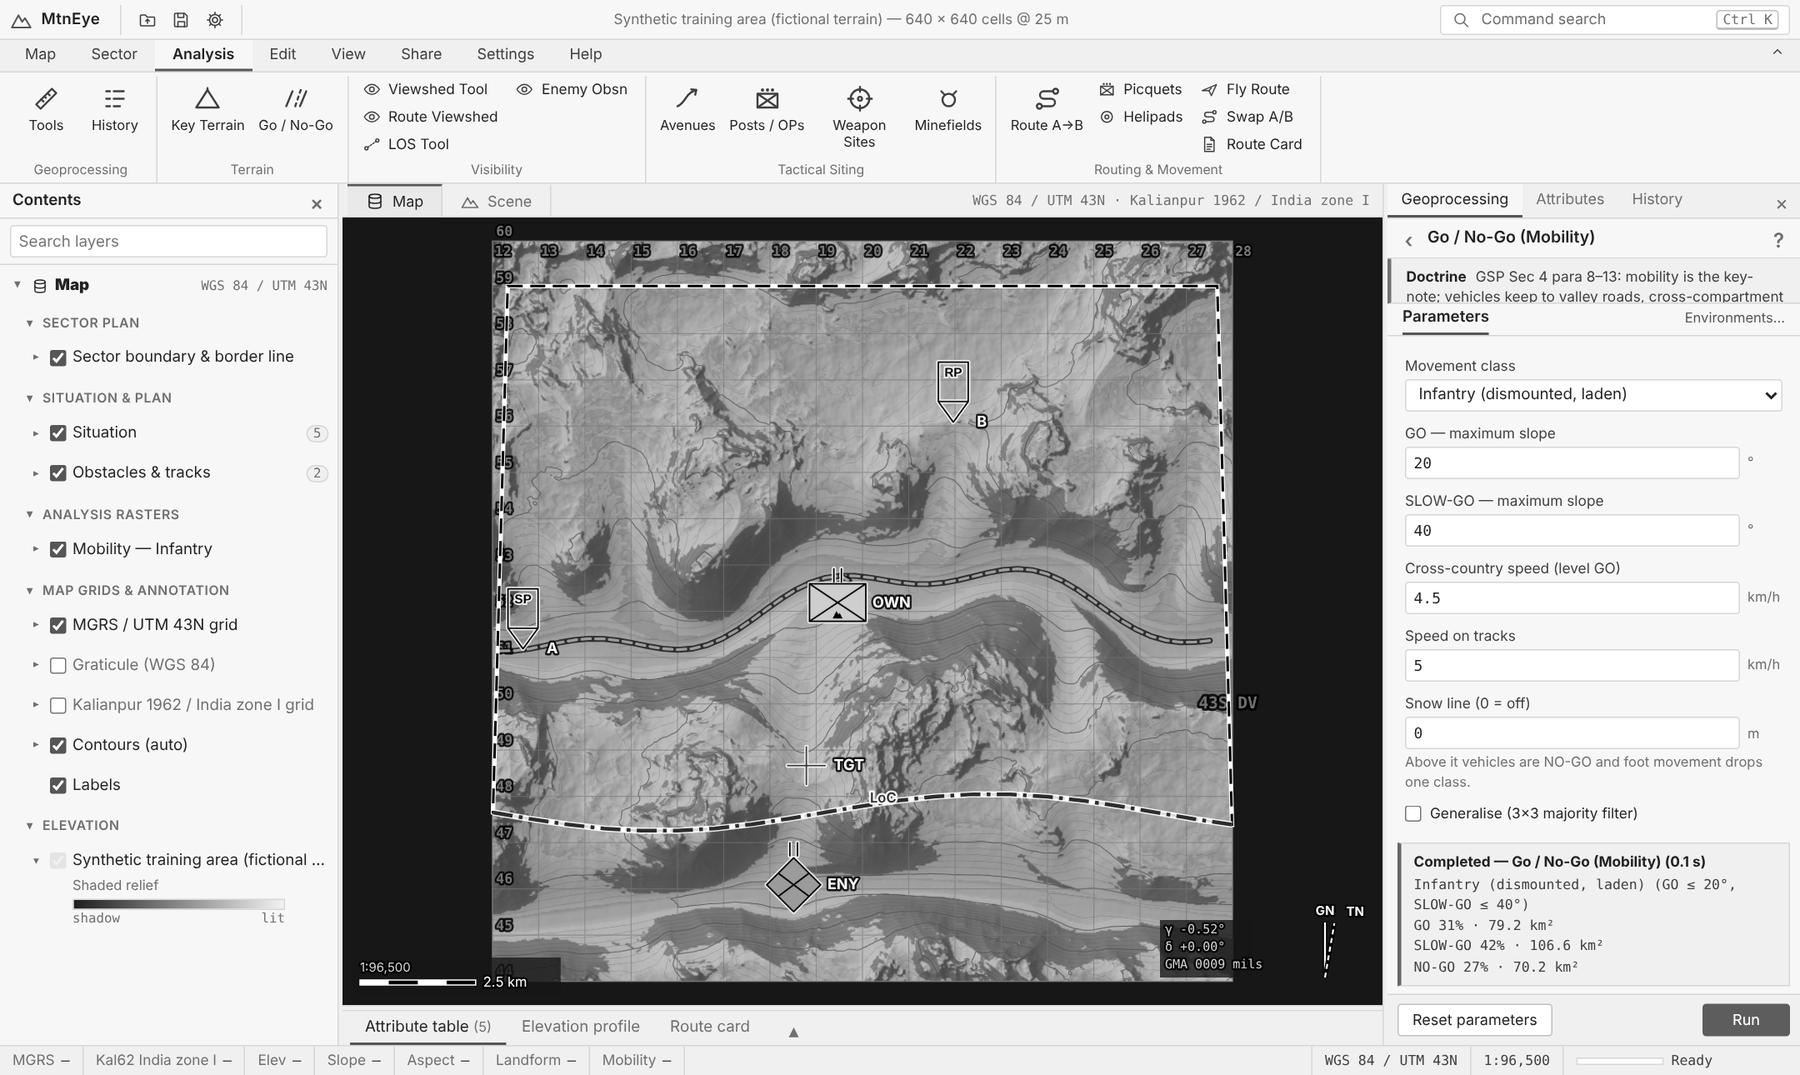 MtnEye
Synthetic training area (fictional terrain) — 640 × 640 cells @ 25 m
Command search
Ctrl K
Map
Sector
Analysis
Edit
View
Share
Settings
Help
Tools
History
Geoprocessing
Key Terrain
Go / No-Go
Terrain
Viewshed Tool
Enemy Obsn
Route Viewshed
LOS Tool
Visibility
Avenues
Posts / OPs
Weapon
Sites
Minefields
Tactical Siting
Route A→B
Picquets
Helipads
Fly Route
Swap A/B
Route Card
Routing & Movement
Contents
Search layers
Map
WGS 84 / UTM 43N
SECTOR PLAN
Sector boundary & border line
SITUATION & PLAN
Situation
5
Obstacles & tracks
2
ANALYSIS RASTERS
Mobility — Infantry
MAP GRIDS & ANNOTATION
MGRS / UTM 43N grid
Graticule (WGS 84)
Kalianpur 1962 / India zone I grid
Contours (auto)
Labels
ELEVATION
Synthetic training area (fictional ...
Shaded relief
shadow
lit
Map
Scene
WGS 84 / UTM 43N · Kalianpur 1962 / India zone I
60
12 13 14 15 16 17 18 19 20 21 22 23 24 25 26 27 28
59
58
57
56
55
54
53
50
49
48
47
46
45
44
RP
B
SP
A
OWN
43S DV
TGT
LoC
ENY
γ -0.52°
δ +0.00°
GMA 0009 mils
GN TN
1:96,500
2.5 km
Attribute table (5)
Elevation profile
Route card
Geoprocessing
Attributes
History
Go / No-Go (Mobility)
?
Doctrine GSP Sec 4 para 8–13: mobility is the key-
note; vehicles keep to valley roads, cross-compartment
Parameters
Environments...
Movement class
Infantry (dismounted, laden)
GO — maximum slope
20 °
SLOW-GO — maximum slope
40 °
Cross-country speed (level GO)
4.5 km/h
Speed on tracks
5 km/h
Snow line (0 = off)
0 m
Above it vehicles are NO-GO and foot movement drops
one class.
Generalise (3×3 majority filter)
Completed — Go / No-Go (Mobility) (0.1 s)
Infantry (dismounted, laden) (GO ≤ 20°,
SLOW-GO ≤ 40°)
GO 31% · 79.2 km²
SLOW-GO 42% · 106.6 km²
NO-GO 27% · 70.2 km²
Reset parameters
Run
MGRS —
Kal62 India zone I —
Elev —
Slope —
Aspect —
Landform —
Mobility —
WGS 84 / UTM 43N
1:96,500
Ready